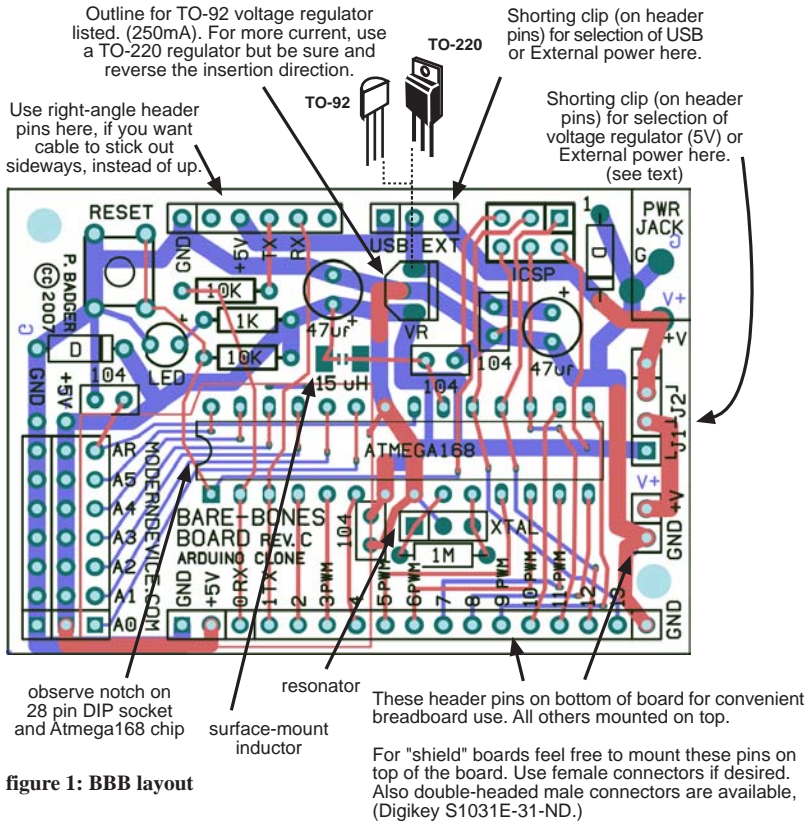 Outline for TO-92 voltage regulator
listed. (250mA). For more current, use
a TO-220 regulator but be sure and
reverse the insertion direction.
TO-92
TO-220
Shorting clip (on header
pins) for selection of USB
or External power here.
Use right-angle header
pins here, if you want
cable to stick out
sideways, instead of up.
Shorting clip (on header
pins) for selection of
voltage regulator (5V) or
External power here.
(see text)
RESET
GND
+5V
TX
RX
USB EXT
ICSP
1
D
PWR
JACK
G
V+
+V
P. BADGER
CC 2007
10K
1K
10K
+
LED
D
104
GND
+5V
+
47uf
15 uH
VR
104
104
+
47uf
J1
J2
V+
+V
GND
GND
ATMEGA168
AR
A5
A4
A3
A2
A1
A0
MODERNDEVICE.COM
BARE-BONES
BOARD REV.C
ARDUINO CLONE
104
XTAL
1M
GND
+5V
0RX
1TX
2
3PWM
4
5PWM
6PWM
7
8
9PWM
10PWM
11PWM
12
13
observe notch on
28 pin DIP socket
and Atmega168 chip
surface-mount
inductor
resonator
These header pins on bottom of board for convenient
breadboard use. All others mounted on top.
For "shield" boards feel free to mount these pins on
top of the board. Use female connectors if desired.
Also double-headed male connectors are available,
(Digikey S1031E-31-ND.)
figure 1: BBB layout